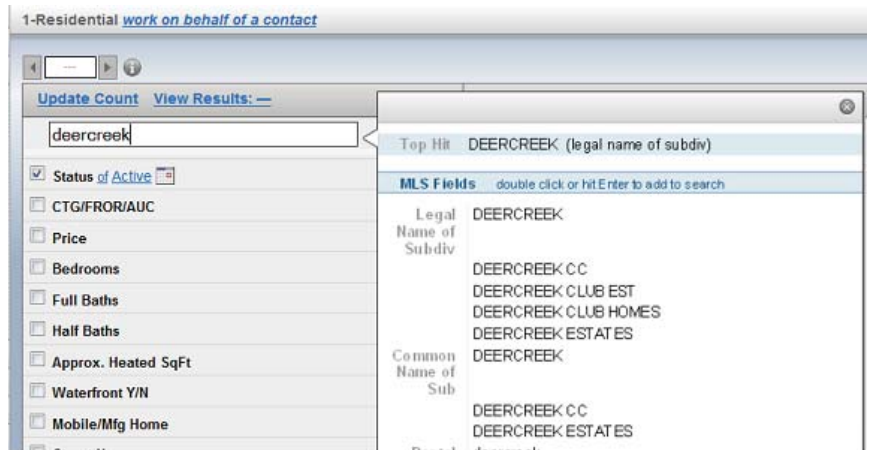 1-Residential work on behalf of a contact
---
Update Count View Results: —
deercreek
Status of Active
CTG/FROR/AUC
Price
Bedrooms
Full Baths
Half Baths
Approx. Heated SqFt
Waterfront Y/N
Mobile/Mfg Home
Top Hit DEERCREEK (legal name of subdiv)
MLS Fields double click or hit Enter to add to search
Legal DEERCREEK
Name of
Subdiv
DEERCREEK CC
DEERCREEK CLUB EST
DEERCREEK CLUB HOMES
DEERCREEK ESTATES
Common DEERCREEK
Name of
Sub
DEERCREEK CC
DEERCREEK ESTATES